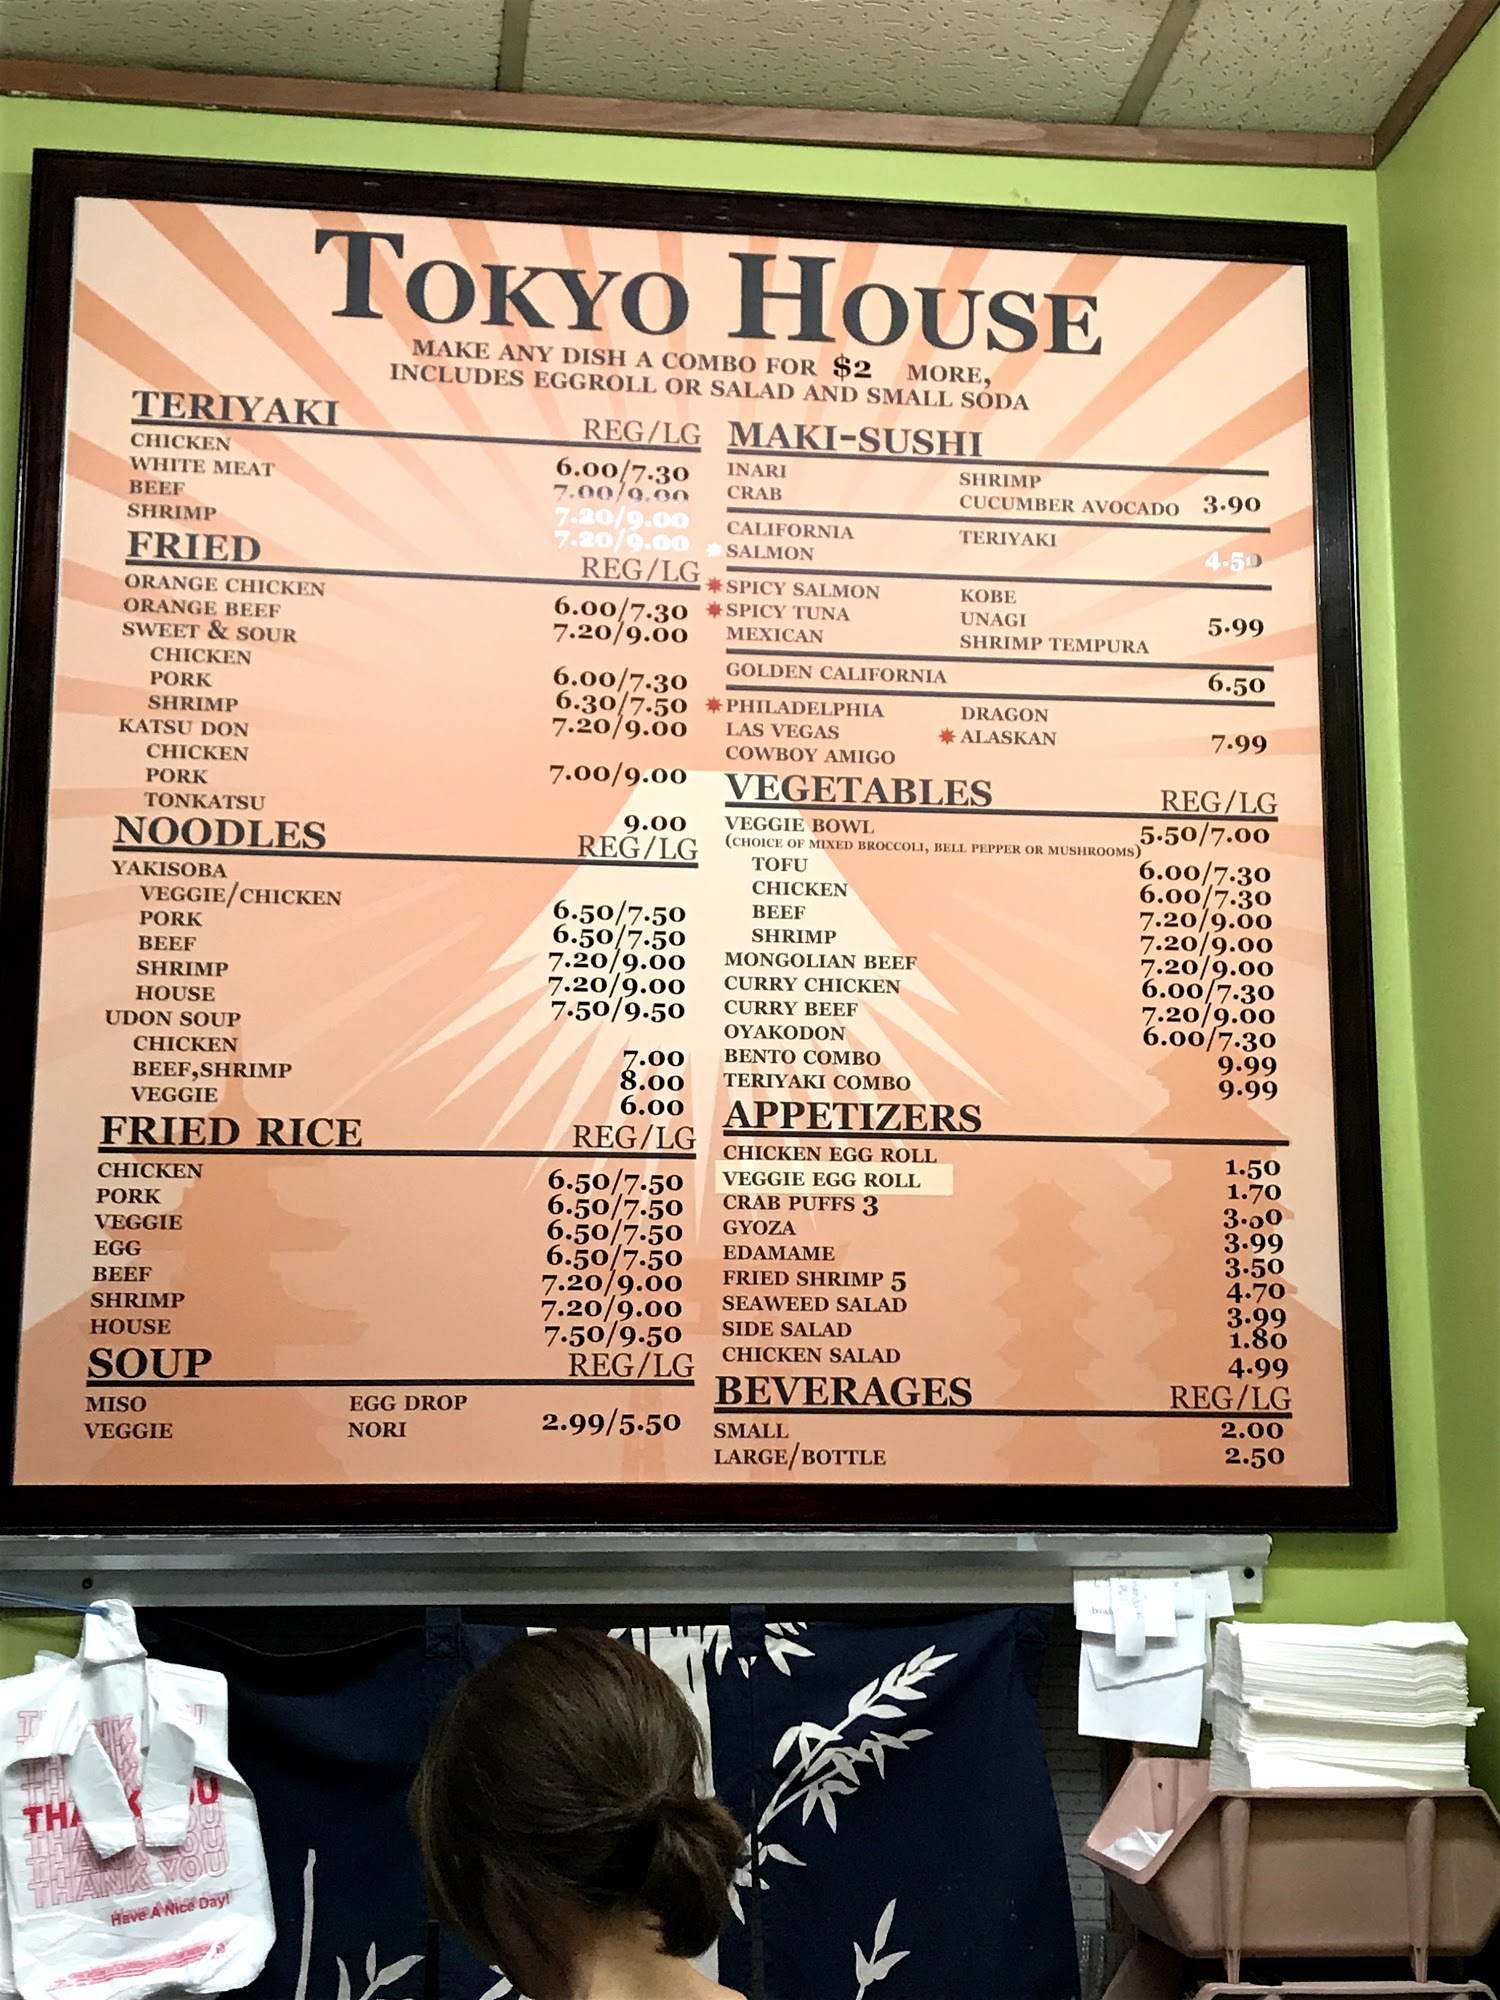 TOKYO HOUSE
MAKE ANY DISH A COMBO FOR $2 MORE,
INCLUDES EGGROLL OR SALAD AND SMALL SODA
TERIYAKI REG/LG
CHICKEN 6.00/7.30
WHITE MEAT 7.00/9.00
BEEF 7.20/9.00
SHRIMP 7.20/9.00
FRIED REG/LG
ORANGE CHICKEN 6.00/7.30
ORANGE BEEF 7.20/9.00
SWEET & SOUR
CHICKEN 6.00/7.30
PORK 6.30/7.50
SHRIMP 7.20/9.00
KATSU DON
CHICKEN 7.00/9.00
PORK
TONKATSU 9.00
NOODLES REG/LG
YAKISOBA
VEGGIE/CHICKEN 6.50/7.50
PORK 6.50/7.50
BEEF 7.20/9.00
SHRIMP 7.20/9.00
HOUSE 7.50/9.50
UDON SOUP
CHICKEN 7.00
BEEF,SHRIMP 8.00
VEGGIE 6.00
FRIED RICE REG/LG
CHICKEN 6.50/7.50
PORK 6.50/7.50
VEGGIE 6.50/7.50
EGG 6.50/7.50
BEEF 7.20/9.00
SHRIMP 7.20/9.00
HOUSE 7.50/9.50
SOUP REG/LG
MISO EGG DROP
VEGGIE NORI 2.99/5.50
MAKI-SUSHI
INARI SHRIMP
CRAB CUCUMBER AVOCADO 3.90
CALIFORNIA TERIYAKI
SALMON 4.50
SPICY SALMON KOBE
SPICY TUNA UNAGI 5.99
MEXICAN SHRIMP TEMPURA
GOLDEN CALIFORNIA 6.50
PHILADELPHIA DRAGON
LAS VEGAS ALASKAN 7.99
COWBOY AMIGO
VEGETABLES REG/LG
VEGGIE BOWL 5.50/7.00
(CHOICE OF MIXED BROCCOLI, BELL PEPPER OR MUSHROOMS)
TOFU 6.00/7.30
CHICKEN 6.00/7.30
BEEF 7.20/9.00
SHRIMP 7.20/9.00
MONGOLIAN BEEF 7.20/9.00
CURRY CHICKEN 6.00/7.30
CURRY BEEF 7.20/9.00
OYAKODON 6.00/7.30
BENTO COMBO 9.99
TERIYAKI COMBO 9.99
APPETIZERS
CHICKEN EGG ROLL 1.50
VEGGIE EGG ROLL 1.70
CRAB PUFFS 3
GYOZA 3.99
EDAMAME 3.50
FRIED SHRIMP 5 4.70
SEAWEED SALAD 3.99
SIDE SALAD 1.80
CHICKEN SALAD 4.99
BEVERAGES REG/LG
SMALL 2.00
LARGE/BOTTLE 2.50
THANK YOU
THANK YOU
THANK YOU
Have A Nice Day!